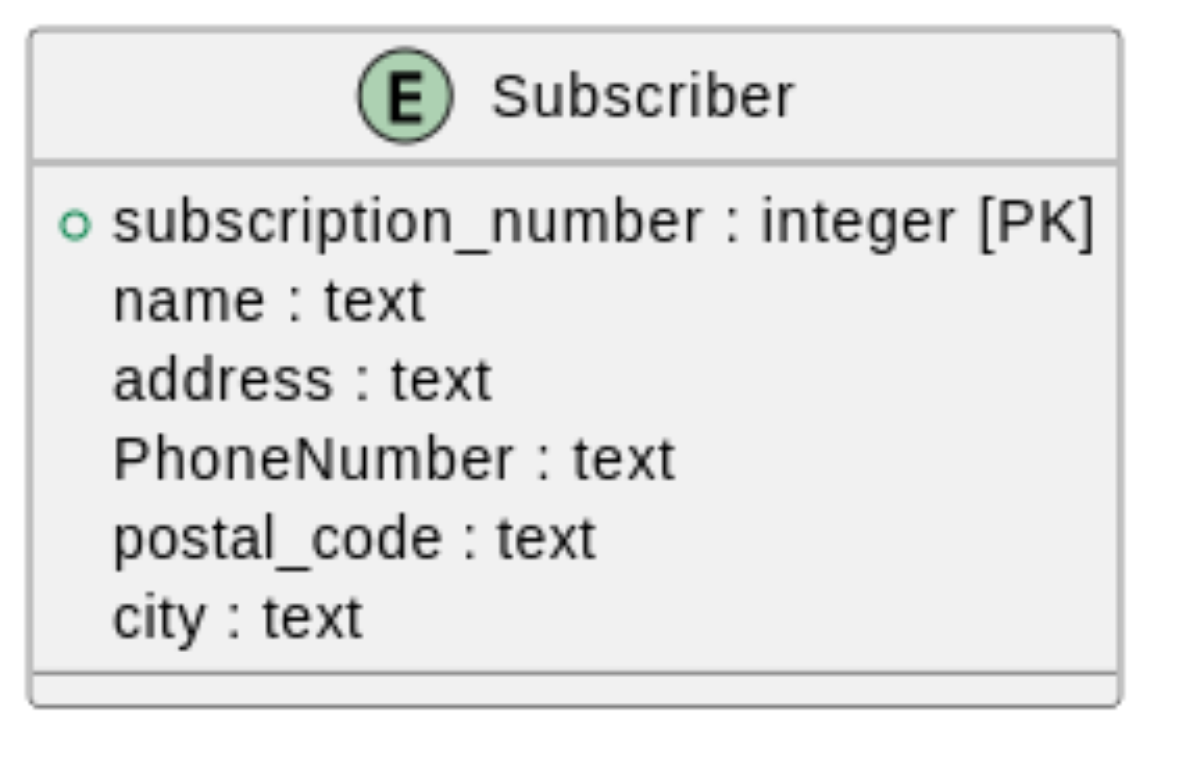 E Subscriber
subscription_number : integer [PK]
name : text
address : text
PhoneNumber : text
postal_code : text
city : text